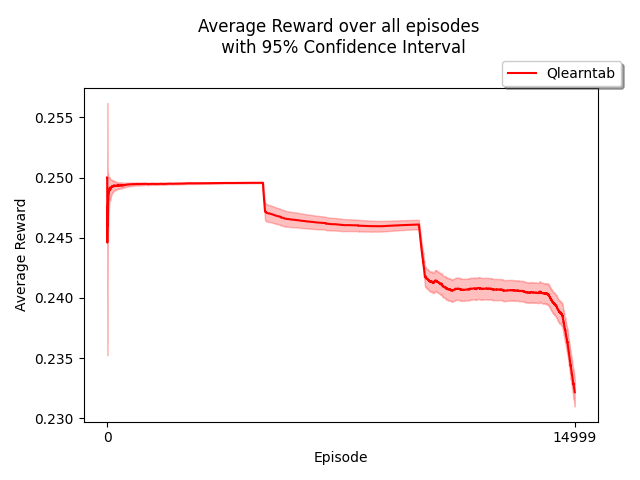 Average Reward over all episodes
with 95% Confidence Interval
Qlearntab
0.255
0.250
0.245
0.240
0.235
0.230
Average Reward
0
14999
Episode